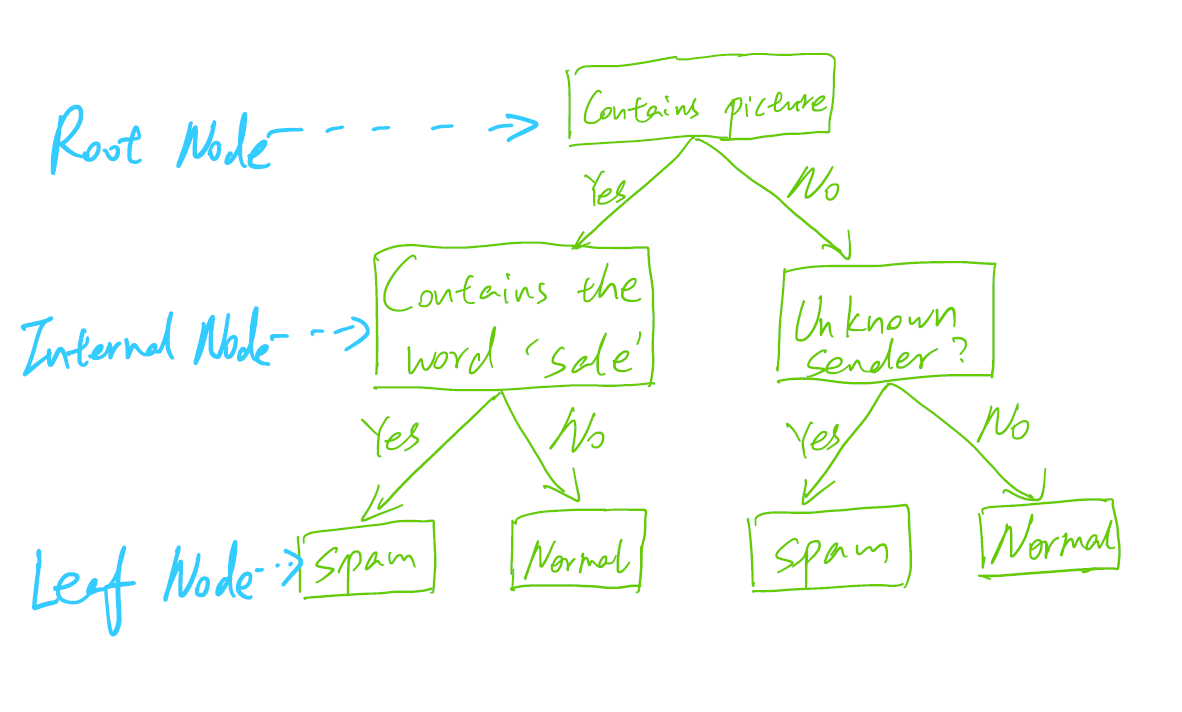 Contains picture
Root Node
Yes
No
Contains the
word 'sale'
Unknown
sender?
Internal Node
Yes
No
Yes
No
Spam
Normal
Spam
Normal
Leaf Node